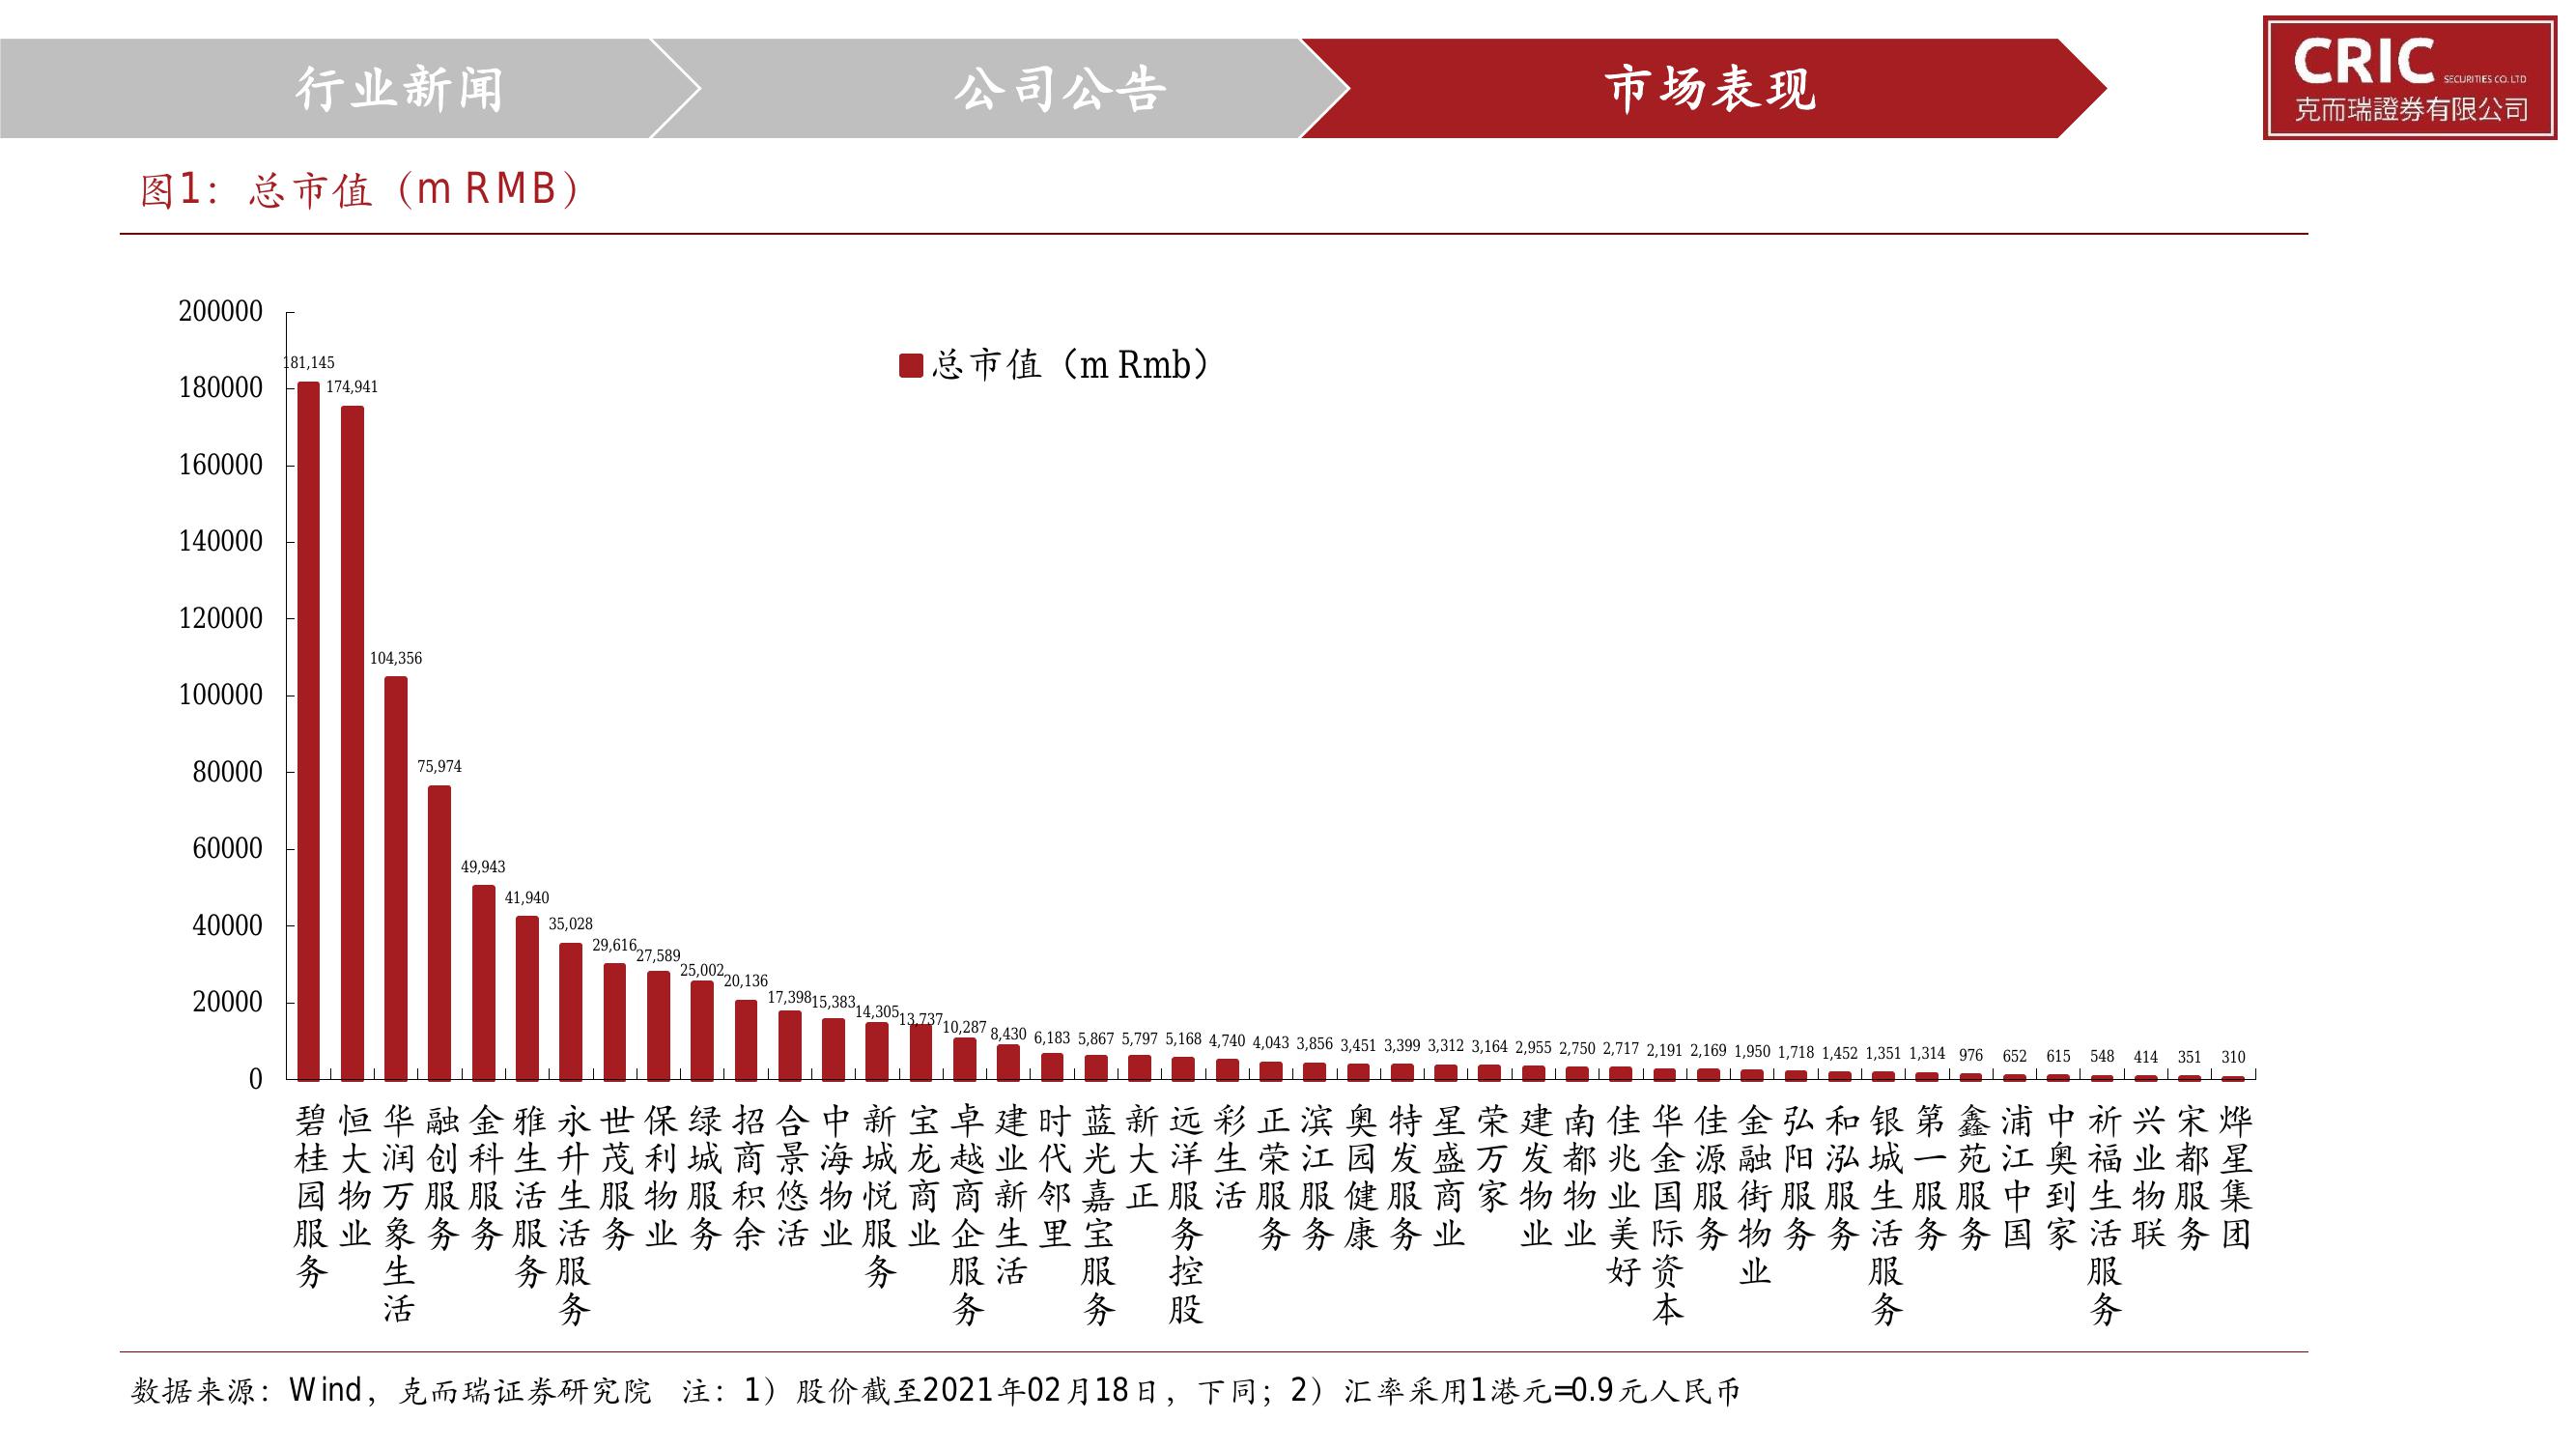 行业新闻
公司公告
市场表现
CRIC SECURITIES CO. LTD
克而瑞證券有限公司
图1：总市值（m RMB）
总市值（m Rmb）
200000
180000
160000
140000
120000
100000
80000
60000
40000
20000
0
181,145
174,941
104,356
75,974
49,943
41,940
35,028
29,616
27,589
25,002
20,136
17,398
15,383
14,305
13,737
10,287
8,430
6,183
5,867
5,797
5,168
4,740
4,043
3,856
3,451
3,399
3,312
3,164
2,955
2,750
2,717
2,191
2,169
1,950
1,718
1,452
1,351
1,314
976
652
615
548
414
351
310
碧桂园服务
恒大物业
华润万象生活
融创服务
金科服务
雅生活服务
永升生活服务
世茂服务
保利物业
绿城服务
招商积余
合景悠活
中海物业
新城悦服务
宝龙商业
卓越商企服务
建业新生活
时代邻里
蓝光嘉宝服务
新大正
远洋服务控股
彩生活
正荣服务
滨江服务
奥园健康
特发服务
星盛商业
荣万家
建发物业
南都物业
佳兆业美好
华金国际资本
佳源服务
金融街物业
弘阳服务
和泓服务
银城生活服务
第一服务
鑫苑服务
浦江中国
中奥到家
祈福生活服务
兴业物联
宋都服务
烨星集团
数据来源：Wind，克而瑞证券研究院 注：1）股价截至2021年02月18日，下同；2）汇率采用1港元=0.9元人民币